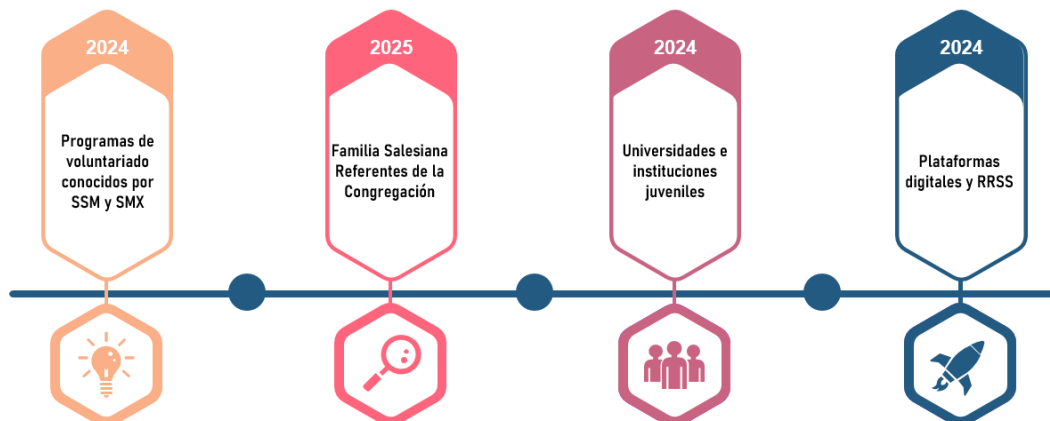 2024
Programas de
voluntariado
conocidos por
SSM y SMX
2025
Familia Salesiana
Referentes de la
Congregación
2024
Universidades e
instituciones
juveniles
2024
Plataformas
digitales y RRSS